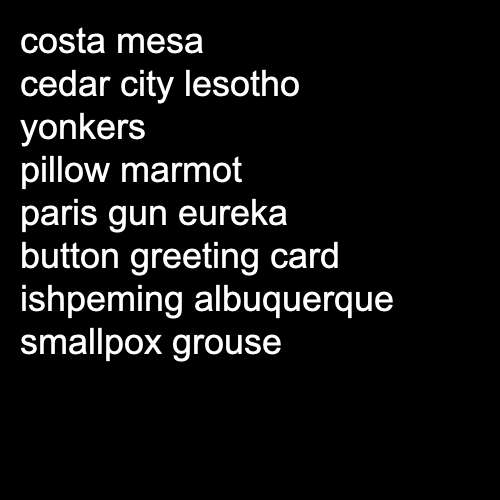 costa mesa
cedar city lesotho
yonkers
pillow marmot
paris gun eureka
button greeting card
ishpeming albuquerque
smallpox grouse